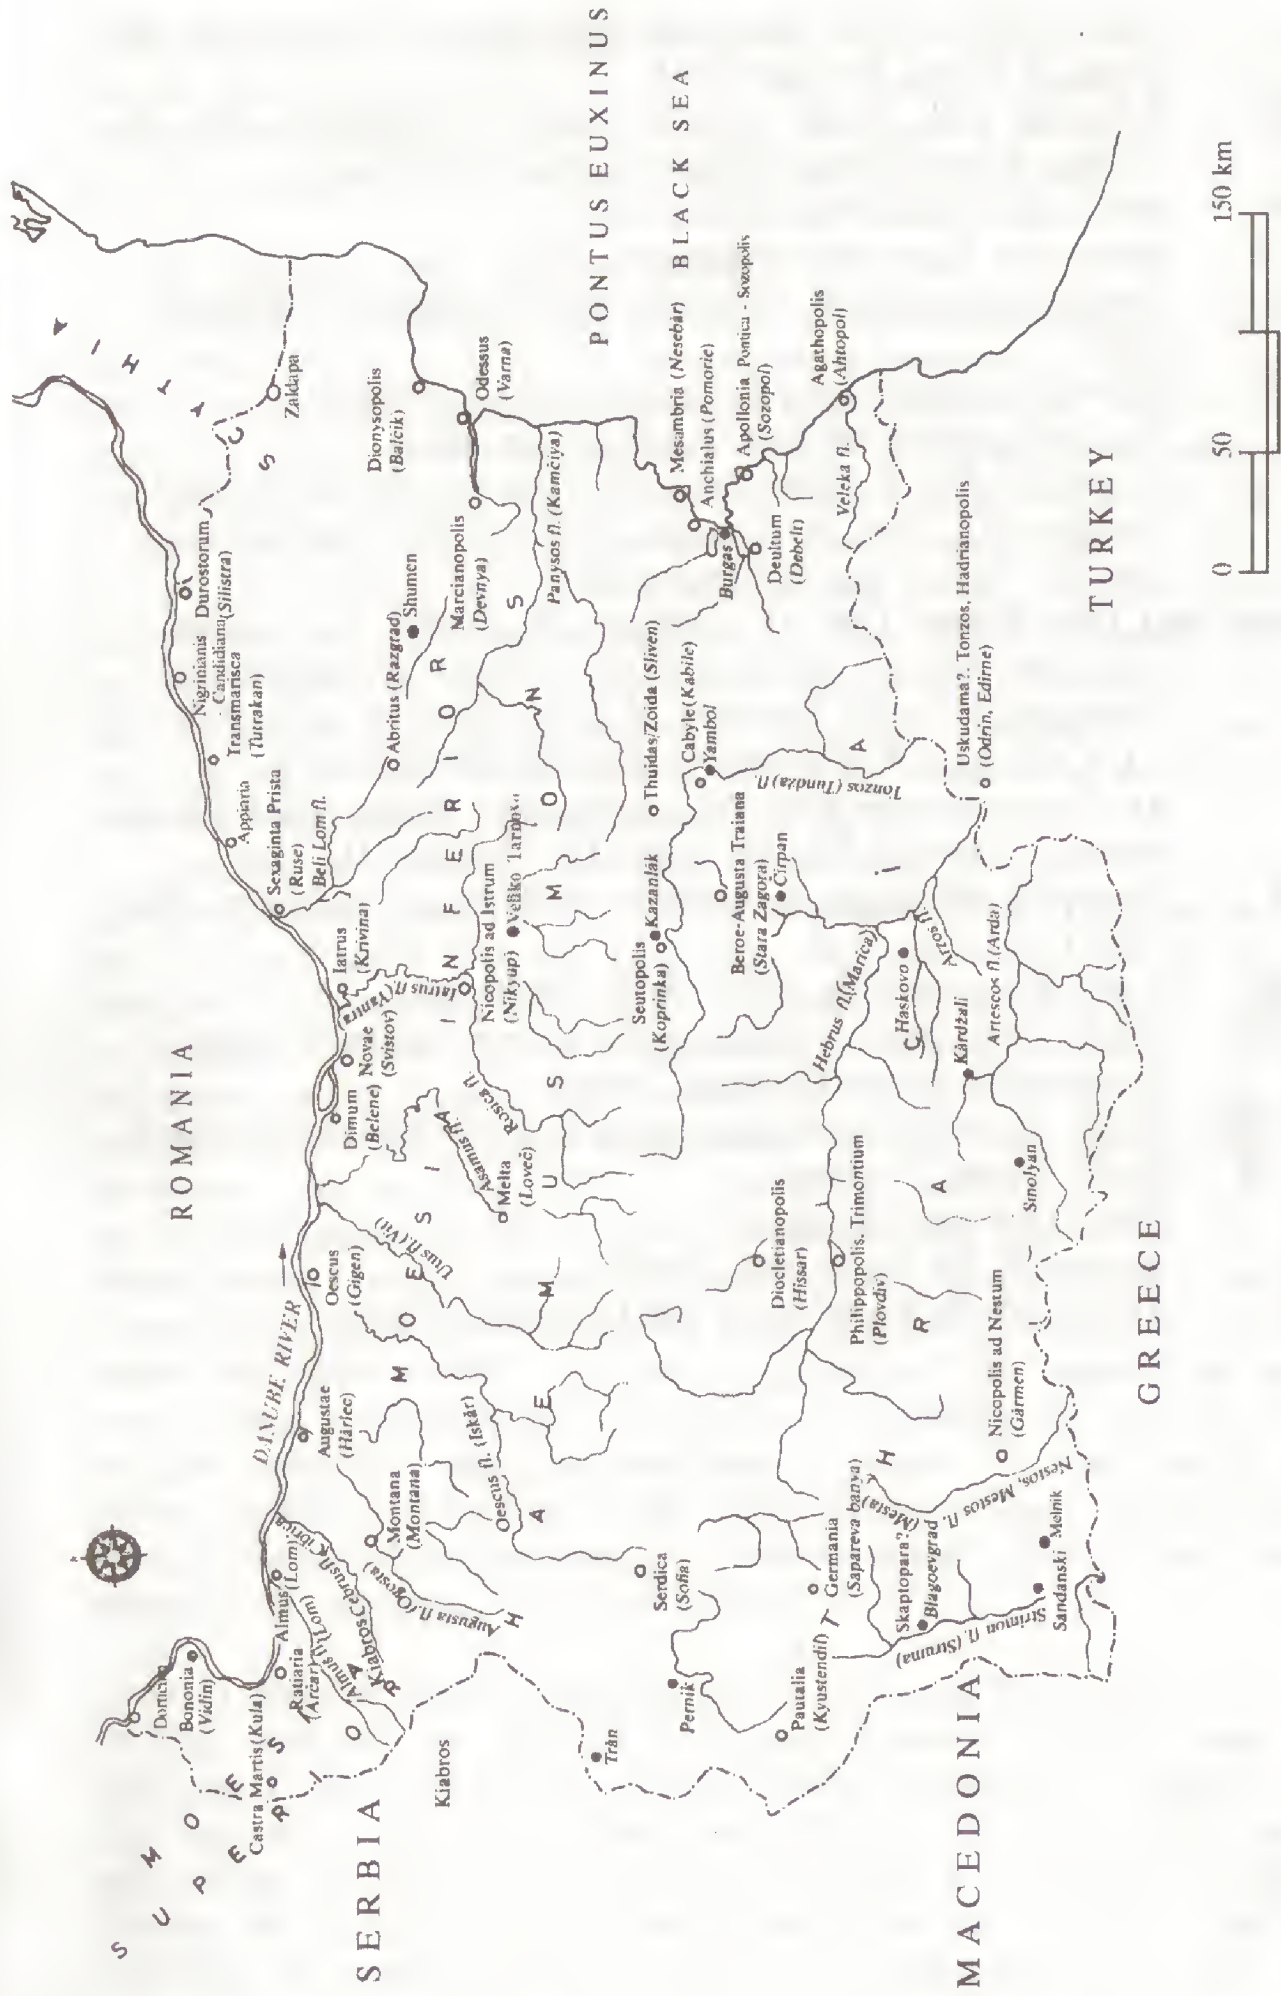 ROMANIA
DANUBE RIVER
SCYTHIA
Zaldapa
PONTUS EUXINUS
BLACK SEA
SERBIA
MACEDONIA
GREECE
TURKEY
MOESIA
SUPERIOR
MOESIA INFERIOR
HAEMUS MONS
THRACIA
Bononia
(Vidin)
Castra Martis (Kula)
Ratiaria
(Arčar)
Almus
(Lom)
Almus fl. (Lom)
Kiabros Cebrus fl. (Cibrica)
Kiabros
Augusta fl. (Ogosta)
Montana
(Montana)
Augustae
(Hărlec)
Oescus
(Gigen)
Oescus fl. (Iskăr)
Utus fl. (Vit)
Asamus fl.
Melta
(Loveč)
Dimum
(Belene)
Novae
(Svištov)
Rosica fl.
Iatrus
(Krivina)
Iatrus fl. (Yantra)
Nicopolis ad Istrum
(Nikyup)
Veliko Tarnovo
Sexaginta Prista
(Ruse)
Beli Lom fl.
Appiaria
Transmarisca
(Tutrakan)
Nigrinianis
Candidiana
Durostorum
(Silistra)
Abritus (Razgrad)
Shumen
Marcianopolis
(Devnya)
Dionysopolis
(Balčik)
Odessus
(Varna)
Panysos fl. (Kamčiya)
Mesambria (Nesebăr)
Anchialus (Pomorie)
Apollonia Pontica - Sozopolis
(Sozopol)
Burgas
Deultum
(Debelt)
Agathopolis
(Ahtopol)
Veleka fl.
Thuidas/Zoida (Sliven)
Cabyle (Kabile)
Yambol
Tonzos (Tundža) fl.
Uskudama?. Tonzos, Hadrianopolis
(Odrin, Edirne)
Seutopolis
(Koprinka)
Kazanlăk
Beroe-Augusta Traiana
(Stara Zagora)
Čirpan
Hebrus fl. (Marica)
Haskovo
Arzos fl.
Artescos fl. (Arda)
Kărdžali
Smolyan
Diocletianopolis
(Hissar)
Philippopolis. Trimontium
(Plovdiv)
Nicopolis ad Nestum
(Gărmen)
Nestos, Mestos fl.
(Mesta)
Serdica
(Sofia)
Pernik
Trăn
Pautalia
(Kyustendil)
Germania
(Sapareva banya)
Skaptopara?
Blagoevgrad
Strimon fl. (Struma)
Sandanski
Melnik
0 50 150 km